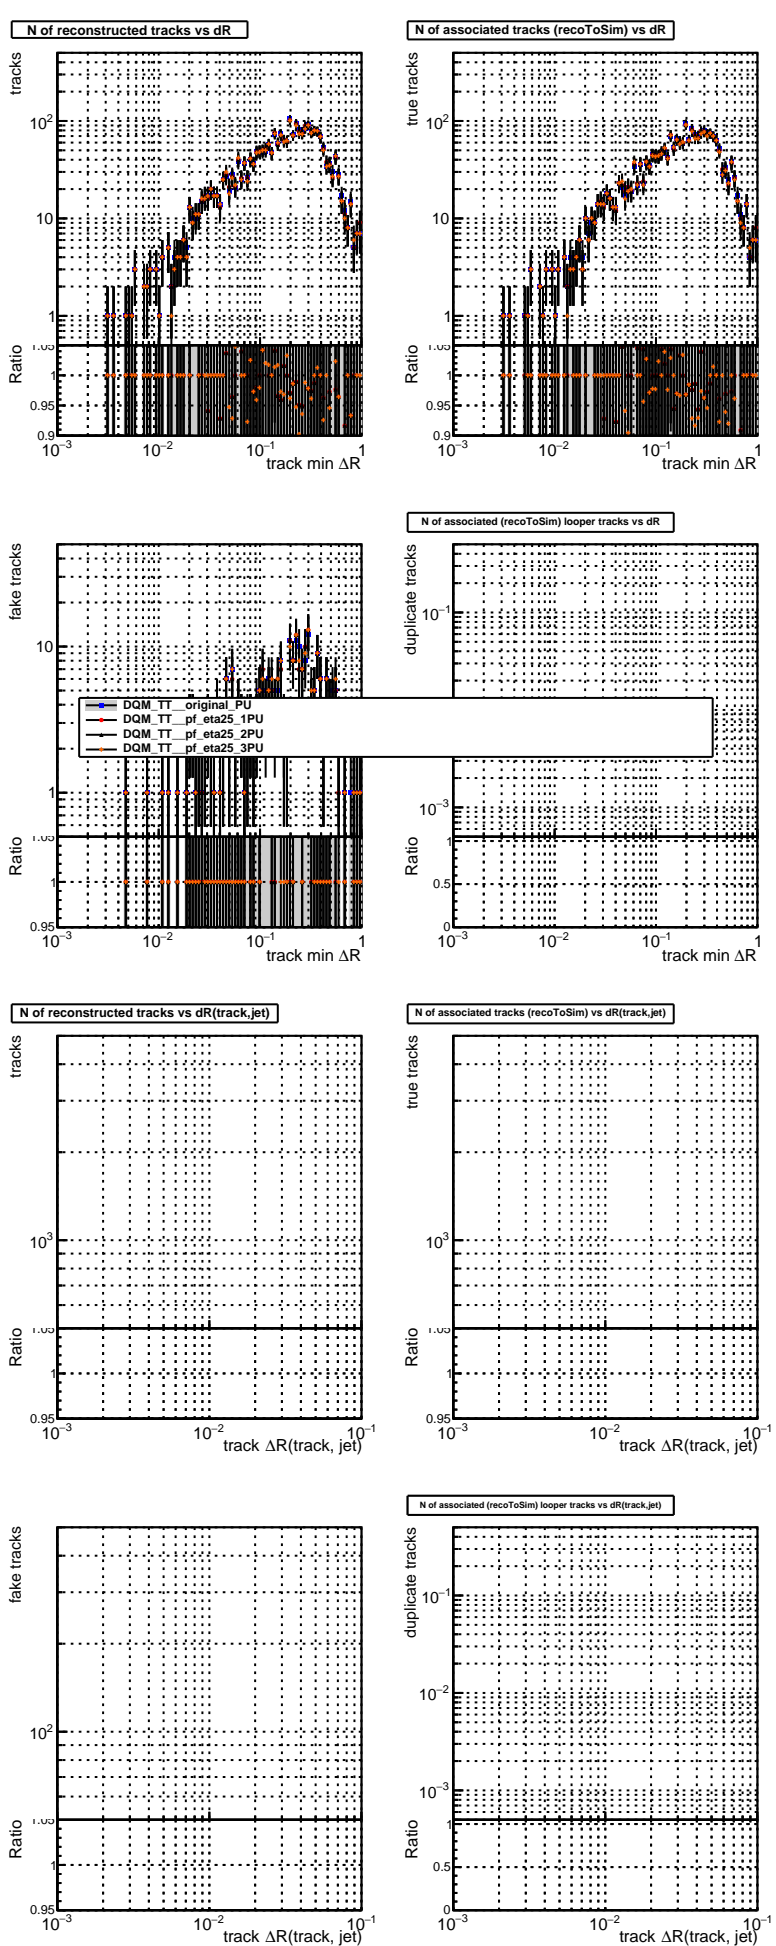 N of reconstructed tracks vs dR
tracks
10²
10
1
1.05
Ratio
1
0.95
0.9
10⁻³
10⁻²
10⁻¹
1
track min ΔR
N of associated tracks (recoToSim) vs dR
true tracks
10²
10
1
1.05
Ratio
1
0.95
0.9
10⁻³
10⁻²
10⁻¹
1
track min ΔR
fake tracks
10
1
1.05
Ratio
1
0.95
10⁻³
10⁻²
10⁻¹
1
track min ΔR
N of associated (recoToSim) looper tracks vs dR
duplicate tracks
10⁻¹
10⁻³
Ratio
1
0.5
0
10⁻³
10⁻²
10⁻¹
1
track min ΔR
DQM_TT__original_PU
DQM_TT__pf_eta25_1PU
DQM_TT__pf_eta25_2PU
DQM_TT__pf_eta25_3PU
N of reconstructed tracks vs dR(track,jet)
tracks
10³
1.05
Ratio
1
0.95
10⁻³
10⁻²
10⁻¹
track ΔR(track, jet)
N of associated tracks (recoToSim) vs dR(track,jet)
true tracks
10³
1.05
Ratio
1
0.95
10⁻³
10⁻²
10⁻¹
track ΔR(track, jet)
fake tracks
10²
1.05
Ratio
1
0.95
10⁻³
10⁻²
10⁻¹
track ΔR(track, jet)
N of associated (recoToSim) looper tracks vs dR(track,jet)
duplicate tracks
10⁻¹
10⁻²
10⁻³
Ratio
1
0.5
0
10⁻³
10⁻²
10⁻¹
track ΔR(track, jet)